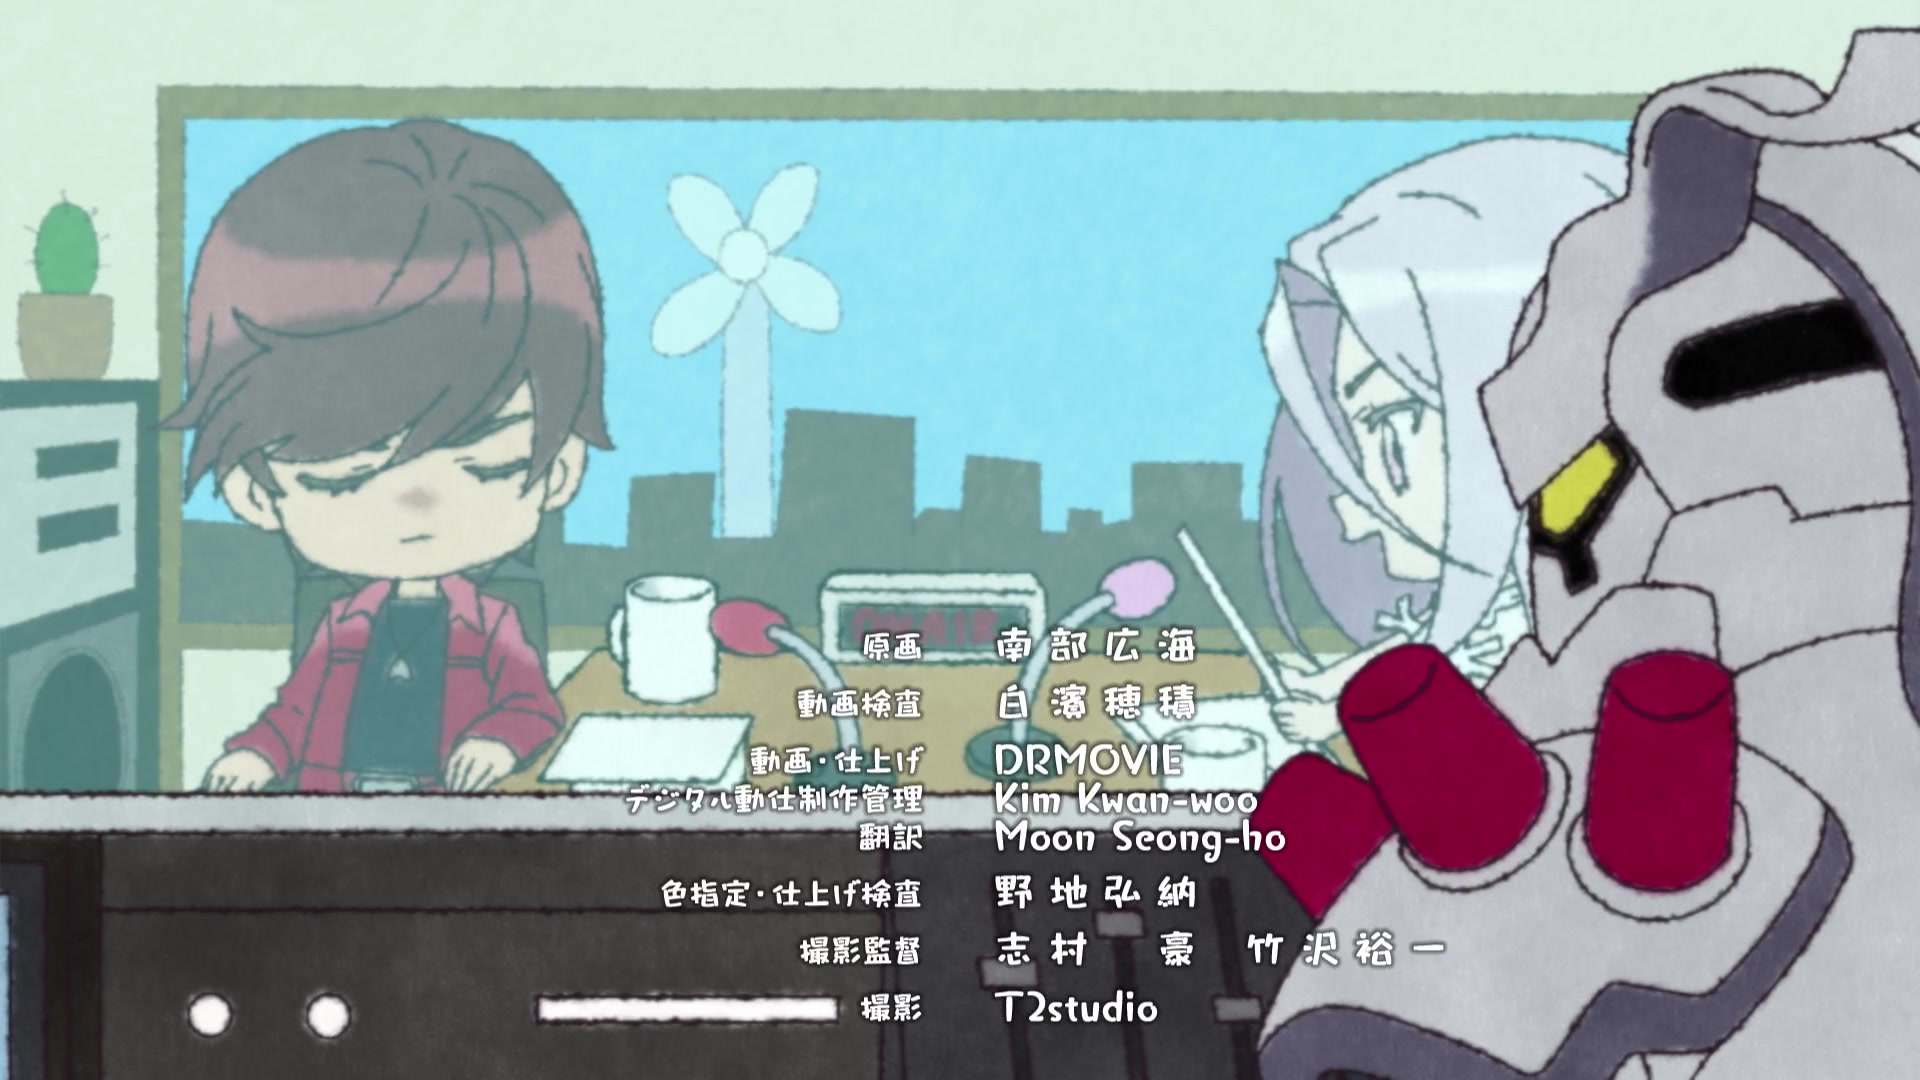 ON AIR
原画 南部広海
動画検査 白濱穂積
動画・仕上げ DRMOVIE
デジタル動仕制作管理 Kim Kwan-woo
翻訳 Moon Seong-ho
色指定・仕上げ検査 野地弘納
撮影監督 志村 豪 竹沢裕一
撮影 T2studio